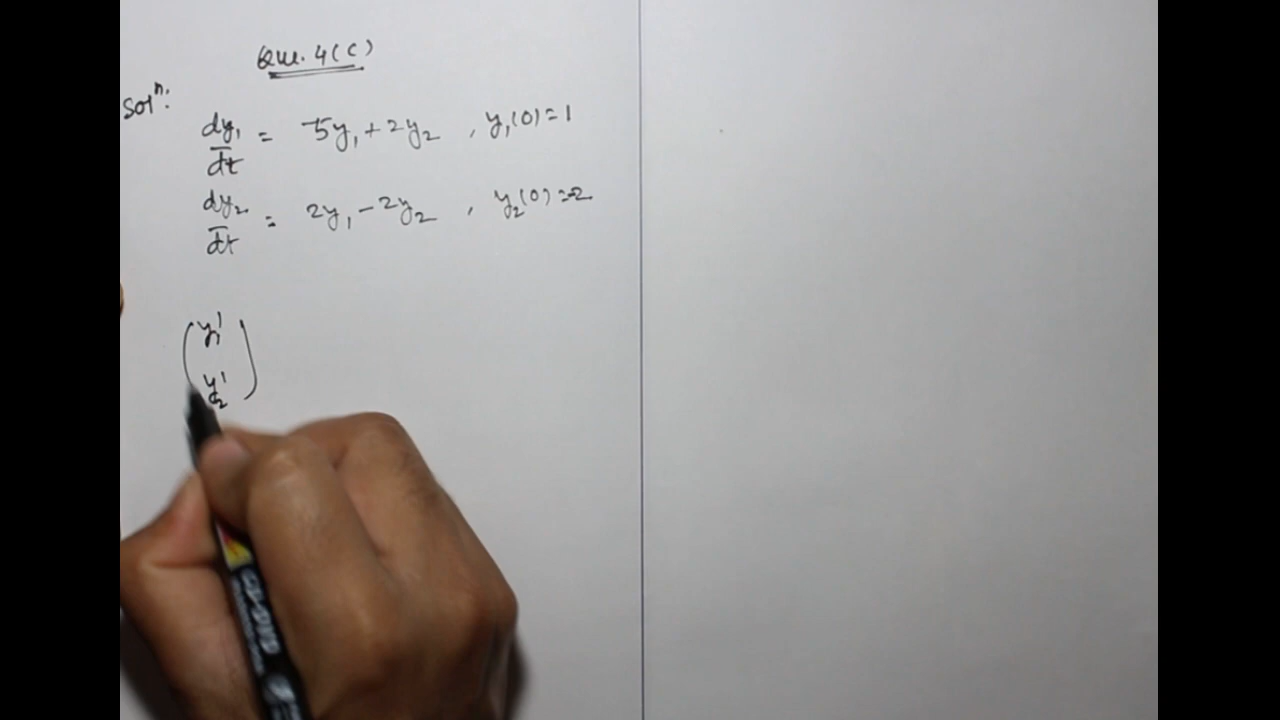 Que. 4(c)
Solⁿ:
dy₁/dt = -5y₁ + 2y₂ , y₁(0) = 1
dy₂/dt = 2y₁ - 2y₂ , y₂(0) = -2
(y₁'
y₂')